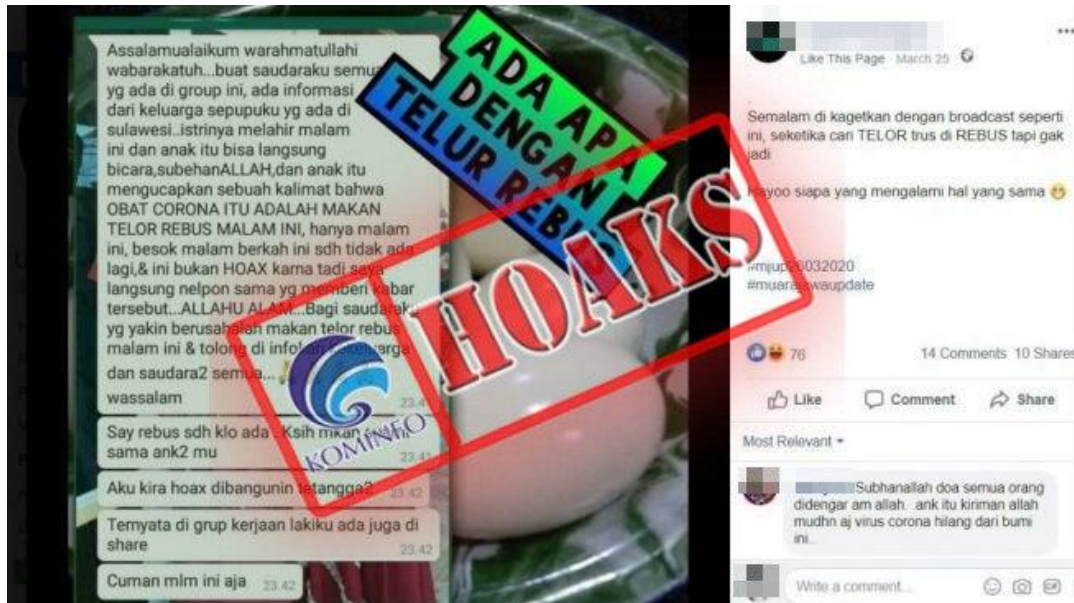 Assalamualaikum warahmatullahi
wabarakatuh...buat saudaraku semua
yg ada di group ini, ada informasi
dari keluarga sepupuku yg ada di
sulawesi..istrinya melahir malam
ini dan anak itu bisa langsung
bicara,subehanALLAH,dan anak itu
mengucapkan sebuah kalimat bahwa
OBAT CORONA ITU ADALAH MAKAN
TELOR REBUS MALAM INI, hanya malam
ini, besok malam berkah ini sdh tidak ada
lagi,& ini bukan HOAX karna tadi saya
langsung nelpon sama yg memberi kabar
tersebut...ALLAHU ALAM...Bagi saudaraku
yg yakin berusahalah makan telor rebus
malam ini & tolong di infokan kekeluarga
dan saudara2 semua...
wassalam
23.41
Say rebus sdh klo ada Ksih mkan
sama ank2 mu
23.41
Aku kira hoax dibangunin tetangga2 23.42
Ternyata di grup kerjaan lakiku ada juga di
share
23.42
Cuman mlm ini aja 23.42
ADA APA
DENGAN
TELUR REBUS
HOAKS
KOMINFO
Like This Page · March 25
Semalam di kagetkan dengan broadcast seperti
ini, seketika cari TELOR trus di REBUS tapi gak
jadi
Hayoo siapa yang mengalami hal yang sama
#mjup26032020
#muarajawaupdate
76
14 Comments 10 Shares
Like Comment Share
Most Relevant
Subhanallah doa semua orang
didengar am allah. .ank itu kiriman allah
mudhn aj virus corona hilang dari bumi
ini..
Write a comment...
GIF